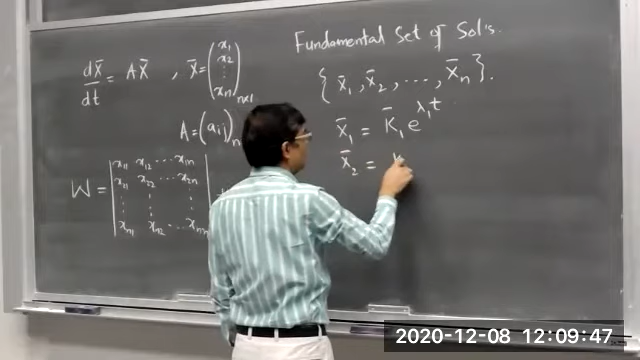 Fundamental Set of Sol's.
dx̄/dt = Ax̄ , x̄ = (x₁ x₂ ⋮ xₙ)ₙₓ₁
{ x̄₁, x̄₂, ..., x̄ₙ }.
A = (aᵢⱼ)ₙ
x̄₁ = K̄₁ e^λ₁t
x̄₂ =
W = | x₁₁ x₁₂ ... x₁ₙ
x₂₁ x₂₂ ... x₂ₙ
⋮ ⋮ ⋮
xₙ₁ xₙ₂ ... xₙₙ |
2020-12-08 12:09:47